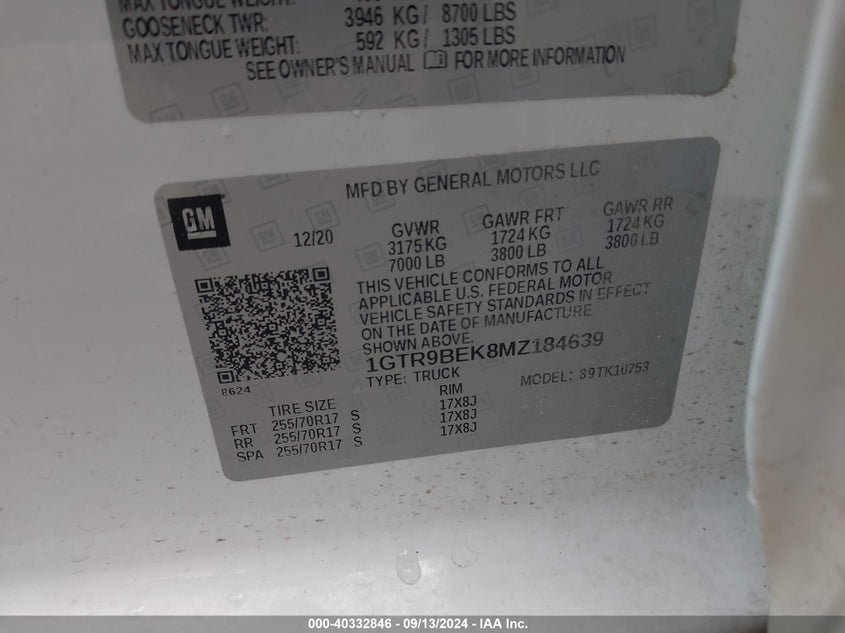 MAX TONGUE WEIGHT:
GOOSENECK TWR: 3946 KG/ 8700 LBS
MAX TONGUE WEIGHT: 592 KG/ 1305 LBS
SEE OWNER'S MANUAL FOR MORE INFORMATION
MFD BY GENERAL MOTORS LLC
GM
12/20
GVWR GAWR FRT GAWR RR
3175 KG 1724 KG 1724 KG
7000 LB 3800 LB 3800 LB
THIS VEHICLE CONFORMS TO ALL
APPLICABLE U.S. FEDERAL MOTOR
VEHICLE SAFETY STANDARDS IN EFFECT
ON THE DATE OF MANUFACTURE
SHOWN ABOVE.
1GTR9BEK8MZ184639
TYPE: TRUCK MODEL: 89TK10753
8624
TIRE SIZE RIM
FRT 255/70R17 S 17X8J
RR 255/70R17 S 17X8J
SPA 255/70R17 S 17X8J
000-40332846 - 09/13/2024 - IAA Inc.